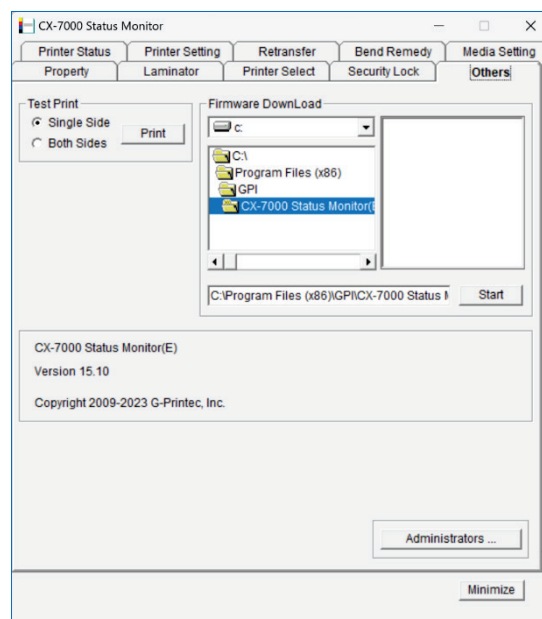 CX-7000 Status Monitor
Printer Status Printer Setting Retransfer Bend Remedy Media Setting
Property Laminator Printer Select Security Lock Others
Test Print
Single Side
Both Sides
Print
Firmware DownLoad
c:
C:\
Program Files (x86)
GPI
CX-7000 Status Monitor(
C:\Program Files (x86)\GPI\CX-7000 Status
Start
CX-7000 Status Monitor(E)
Version 15.10
Copyright 2009-2023 G-Printec, Inc.
Administrators ...
Minimize